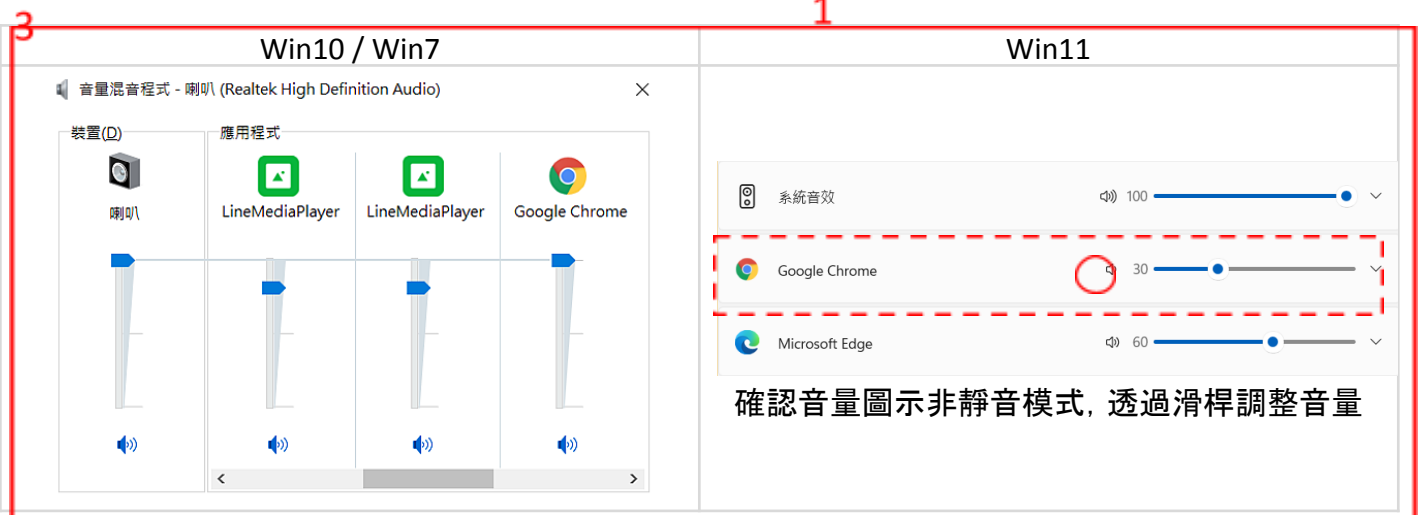 3
1
Win10 / Win7
Win11
音量混音程式 - 喇叭 (Realtek High Definition Audio)
裝置(D)
應用程式
喇叭
LineMediaPlayer
LineMediaPlayer
Google Chrome
系統音效
100
Google Chrome
30
Microsoft Edge
60
確認音量圖示非靜音模式, 透過滑桿調整音量